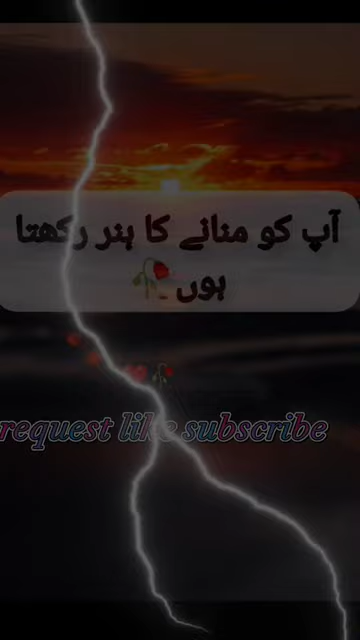 آپ کو منانے کا ہنر رکھتا
ہوں ۔🥀
request like subscribe